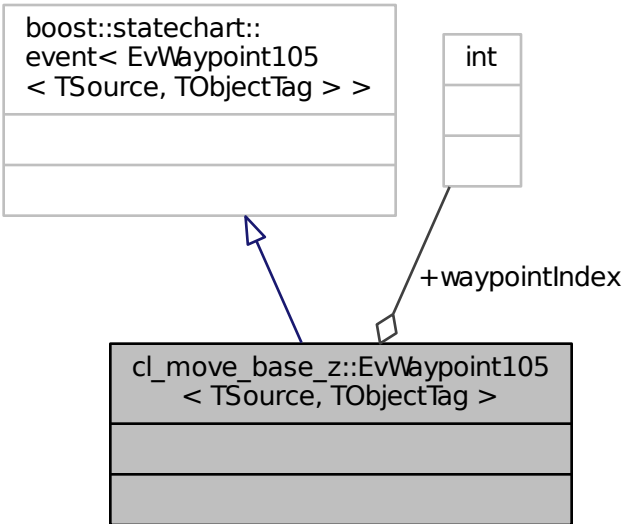 boost::statechart::
event< EvWaypoint105
< TSource, TObjectTag > >
int
+waypointIndex
cl_move_base_z::EvWaypoint105
< TSource, TObjectTag >